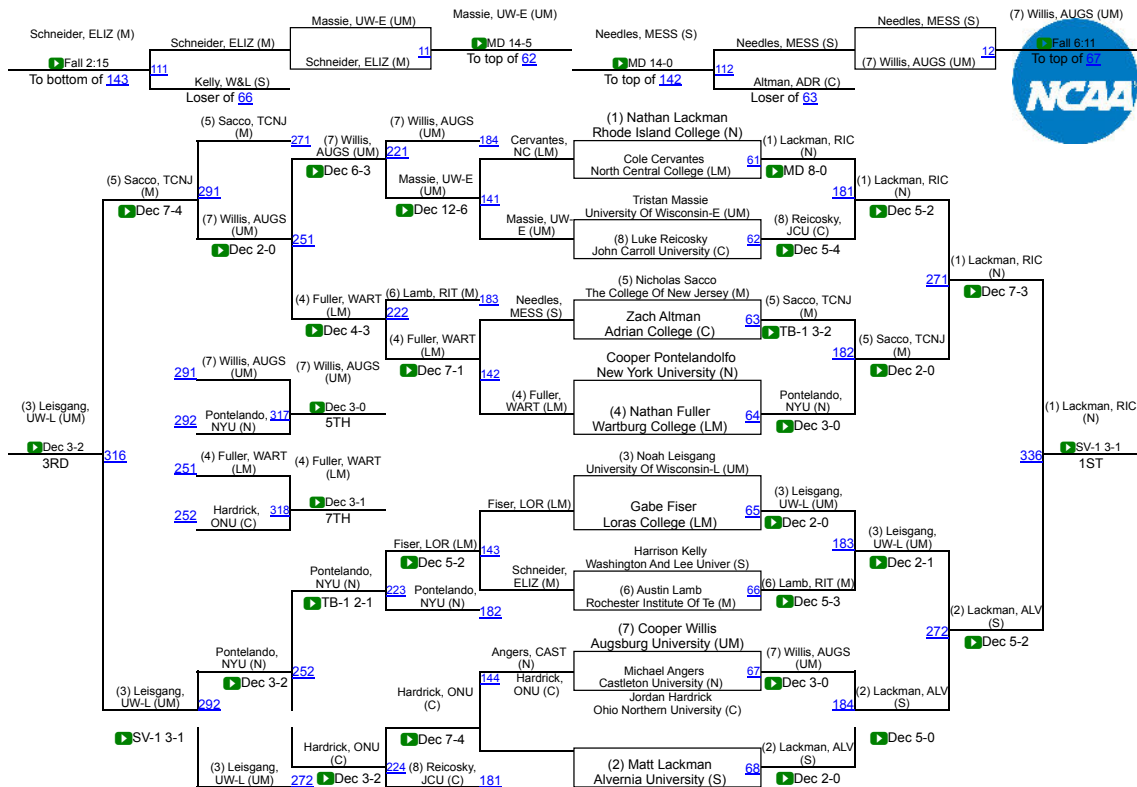 Schneider, ELIZ (M)
Fall 2:15
To bottom of 143
Schneider, ELIZ (M)
111
Kelly, W&L (S)
Loser of 66
Massie, UW-E (UM)
Schneider, ELIZ (M)
11
Massie, UW-E (UM)
MD 14-5
To top of 62
Needles, MESS (S)
MD 14-0
To top of 142
Needles, MESS (S)
112
Altman, ADR (C)
Loser of 63
Needles, MESS (S)
(7) Willis, AUGS (UM)
12
(7) Willis, AUGS (UM)
Fall 6:11
To top of 67
NCAA
(5) Sacco, TCNJ
(M)
271
(5) Sacco, TCNJ
(M)
Dec 7-4
291
(7) Willis, AUGS
(UM)
Dec 2-0
(7) Willis,
AUGS (UM)
Dec 6-3
251
(7) Willis, AUGS
(UM)
184
221
Massie, UW-E
(UM)
Dec 12-6
Cervantes,
NC (LM)
141
Massie, UW-
E (UM)
(1) Nathan Lackman
Rhode Island College (N)
Cole Cervantes
North Central College (LM)
61
(1) Lackman, RIC
(N)
MD 8-0
Tristan Massie
University Of Wisconsin-E (UM)
(8) Luke Reicosky
John Carroll University (C)
62
(8) Reicosky,
JCU (C)
Dec 5-4
181
(1) Lackman, RIC
(N)
Dec 5-2
(4) Fuller, WART
(LM)
Dec 4-3
(6) Lamb, RIT (M)
183
222
(4) Fuller, WART
(LM)
Dec 7-1
Needles,
MESS (S)
142
(4) Fuller,
WART (LM)
(5) Nicholas Sacco
The College Of New Jersey (M)
Zach Altman
Adrian College (C)
63
(5) Sacco, TCNJ
(M)
TB-1 3-2
Cooper Pontelandolfo
New York University (N)
(4) Nathan Fuller
Wartburg College (LM)
64
Pontelando,
NYU (N)
Dec 3-0
182
(5) Sacco, TCNJ
(M)
Dec 2-0
271
(1) Lackman, RIC
(N)
Dec 7-3
291
(7) Willis, AUGS
(UM)
292
Pontelando,
NYU (N)
317
(7) Willis, AUGS
(UM)
Dec 3-0
5TH
(3) Leisgang,
UW-L (UM)
Dec 3-2
3RD
316
251
(4) Fuller, WART
(LM)
252
Hardrick,
ONU (C)
318
(4) Fuller, WART
(LM)
Dec 3-1
7TH
(1) Lackman, RIC
(N)
336
SV-1 3-1
1ST
Pontelando,
NYU (N)
TB-1 2-1
Fiser, LOR (LM)
Dec 5-2
223
Pontelando,
NYU (N)
182
Fiser, LOR (LM)
143
Schneider,
ELIZ (M)
(3) Noah Leisgang
University Of Wisconsin-L (UM)
Gabe Fiser
Loras College (LM)
65
(3) Leisgang,
UW-L (UM)
Dec 2-0
Harrison Kelly
Washington And Lee Univer (S)
(6) Austin Lamb
Rochester Institute Of Te (M)
66
(6) Lamb, RIT (M)
Dec 5-3
183
(3) Leisgang,
UW-L (UM)
Dec 2-1
Pontelando,
NYU (N)
Dec 3-2
252
(3) Leisgang,
UW-L (UM)
SV-1 3-1
292
(3) Leisgang,
UW-L (UM)
272
Hardrick, ONU
(C)
Dec 3-2
Hardrick, ONU
(C)
Dec 7-4
224
(8) Reicosky,
JCU (C)
181
Angers, CAST
(N)
144
Hardrick,
ONU (C)
(7) Cooper Willis
Augsburg University (UM)
Michael Angers
Castleton University (N)
67
(7) Willis, AUGS
(UM)
Dec 3-0
Jordan Hardrick
Ohio Northern University (C)
(2) Matt Lackman
Alvernia University (S)
68
(2) Lackman, ALV
(S)
Dec 2-0
184
(2) Lackman, ALV
(S)
Dec 5-0
272
(2) Lackman, ALV
(S)
Dec 5-2